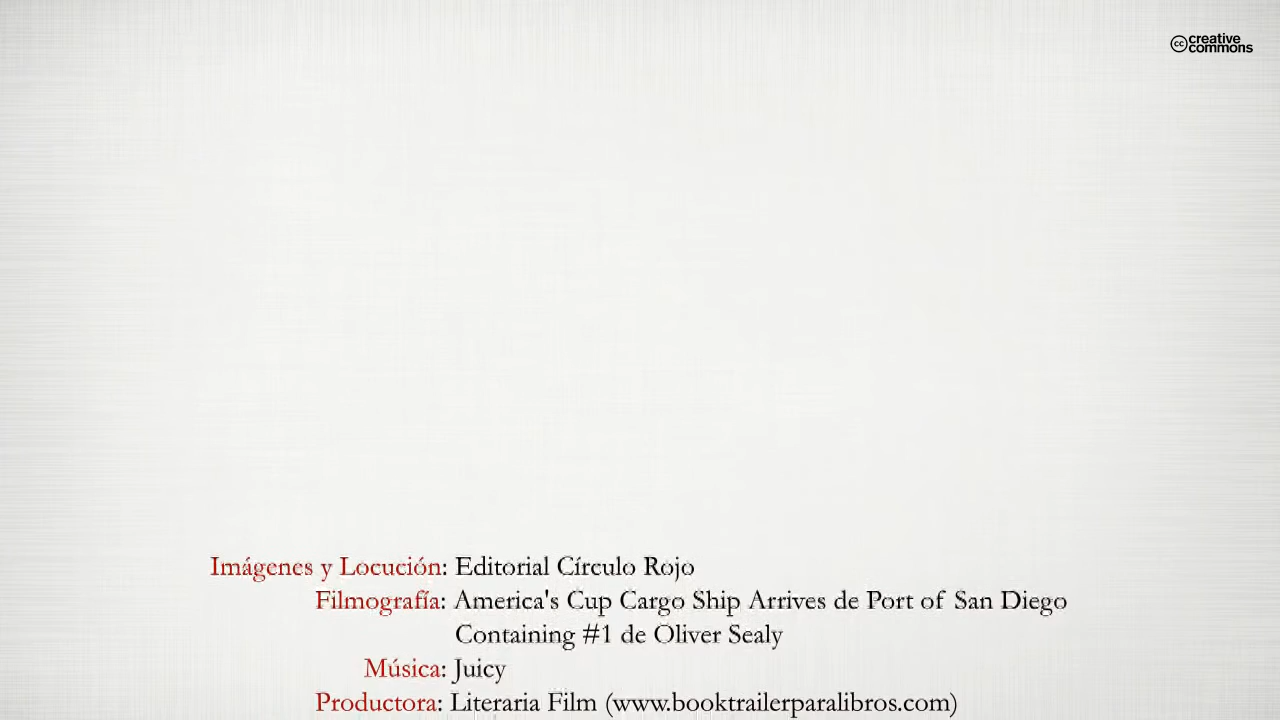 cc creative commons
Imágenes y Locución: Editorial Círculo Rojo
Filmografía: America's Cup Cargo Ship Arrives de Port of San Diego
Containing #1 de Oliver Sealy
Música: Juicy
Productora: Literaria Film (www.booktrailerparalibros.com)